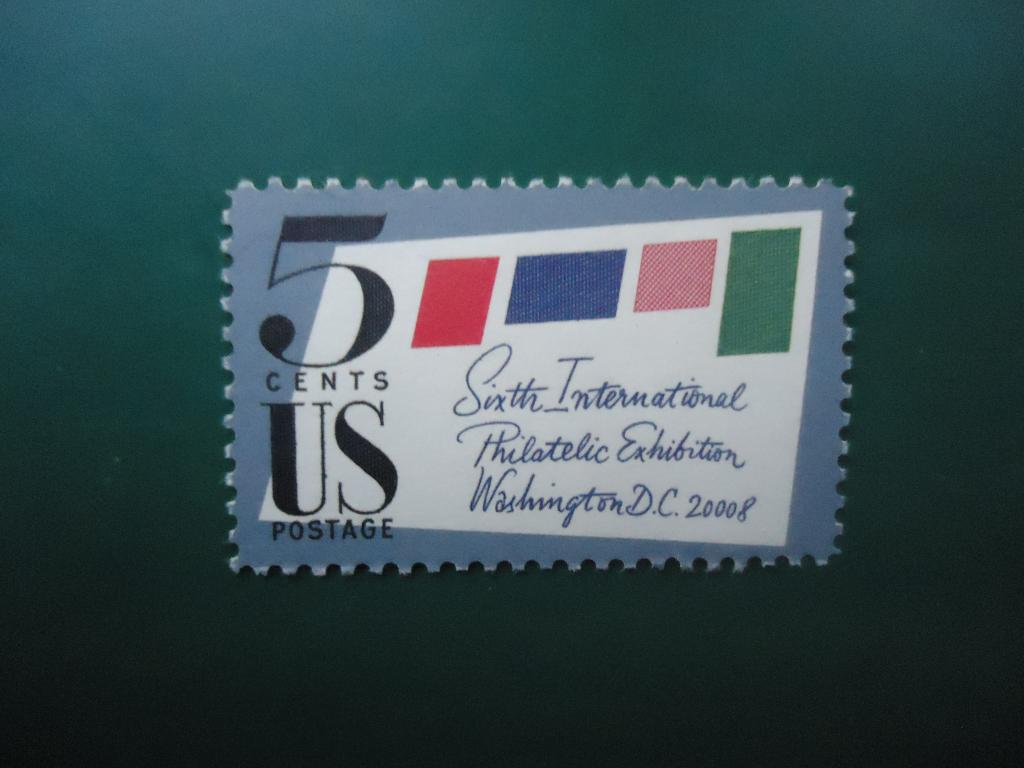 5
CENTS
US
POSTAGE
Sixth International
Philatelic Exhibition
Washington D.C. 20008